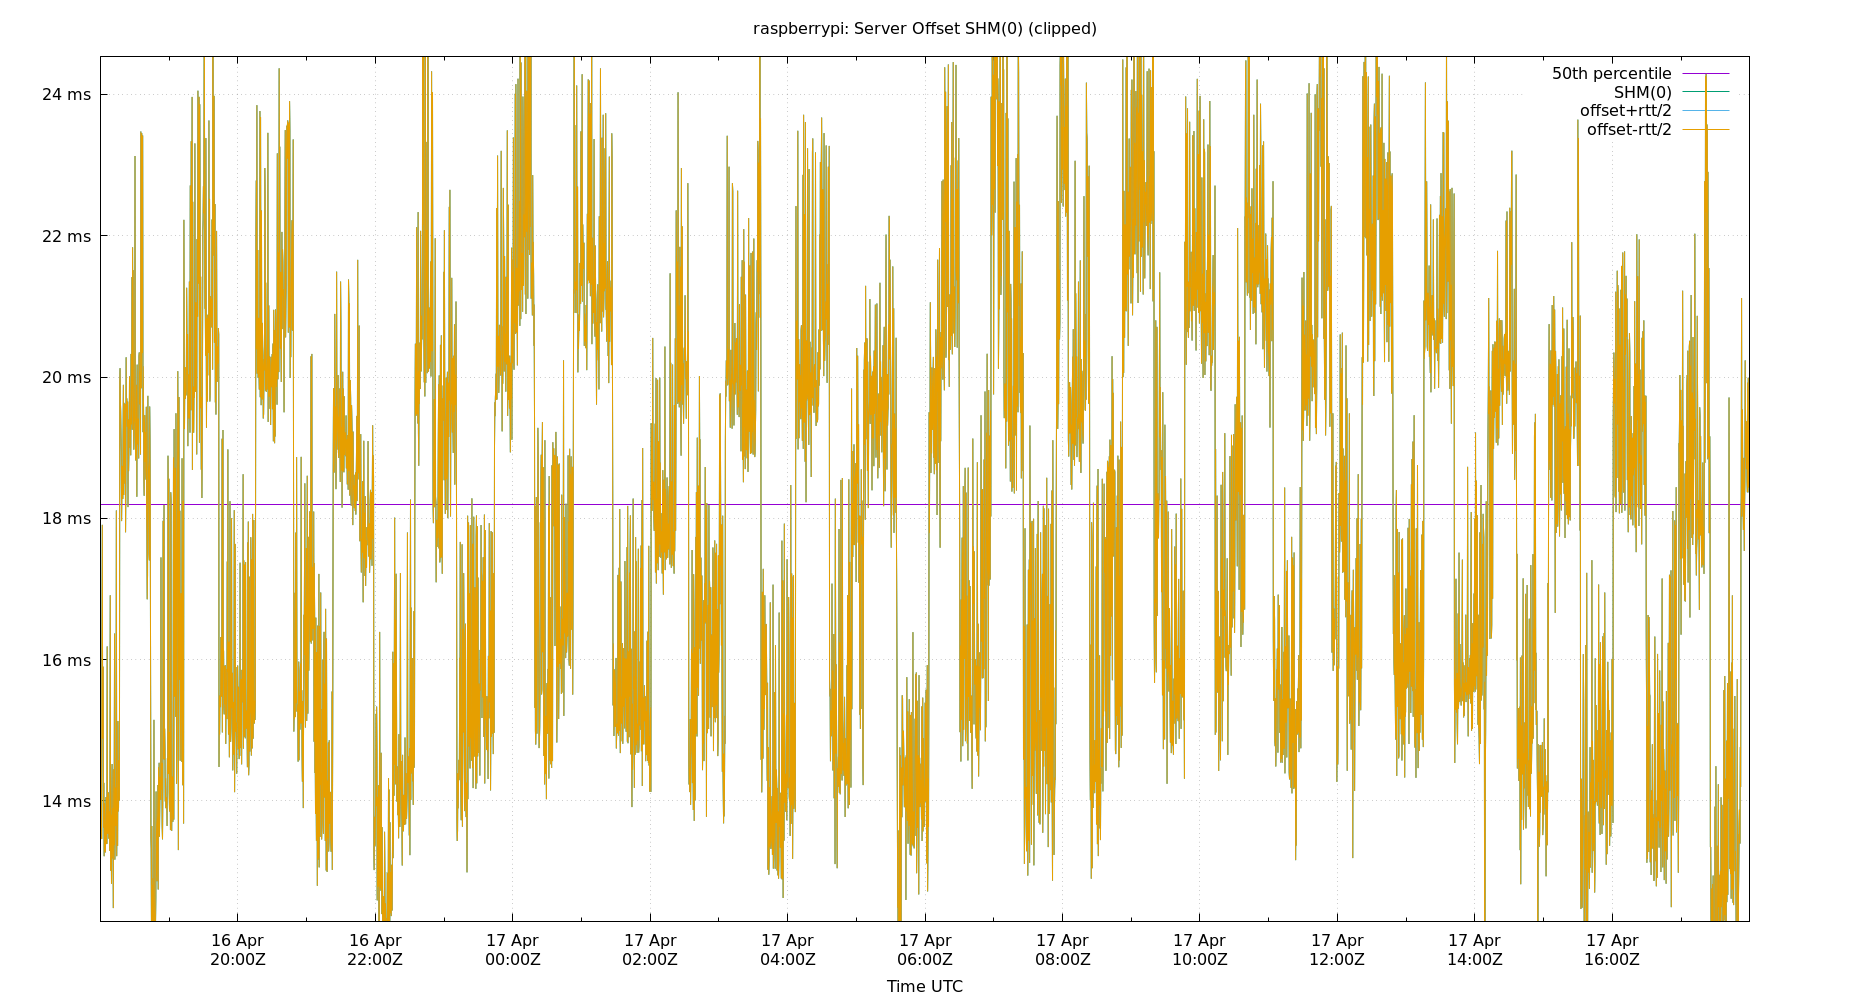 raspberrypi: Server Offset SHM(0) (clipped)
50th percentile
SHM(0)
offset+rtt/2
offset-rtt/2
24 ms
22 ms
20 ms
18 ms
16 ms
14 ms
16 Apr 16 Apr 17 Apr 17 Apr 17 Apr 17 Apr 17 Apr 17 Apr 17 Apr 17 Apr 17 Apr
20:00Z 22:00Z 00:00Z 02:00Z 04:00Z 06:00Z 08:00Z 10:00Z 12:00Z 14:00Z 16:00Z
Time UTC